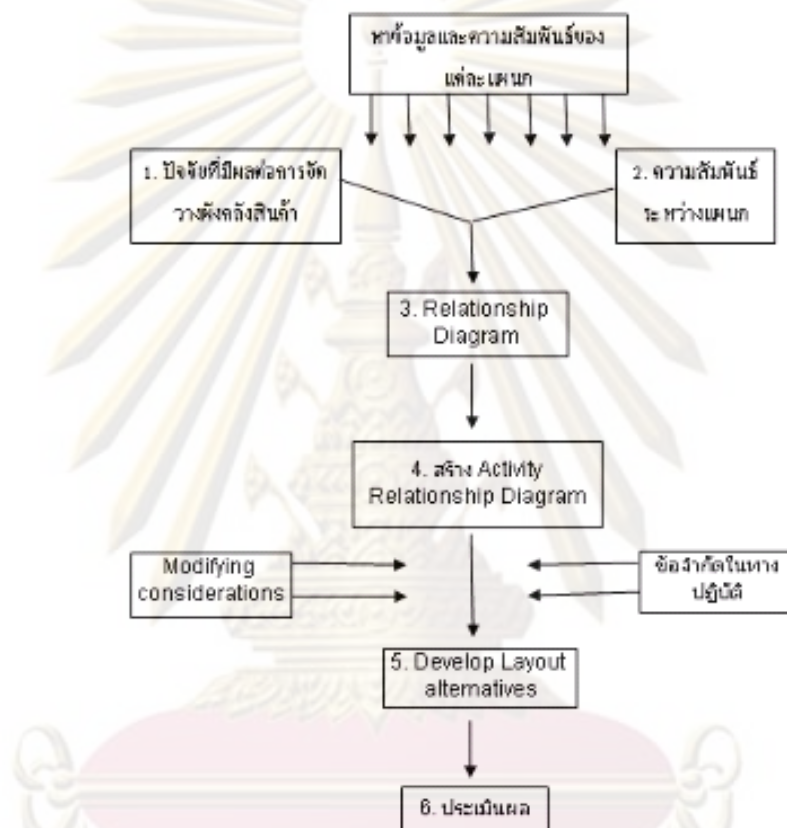 หาข้อมูลและความสัมพันธ์ของ
แต่ละแผนก
1. ปัจจัยที่มีผลต่อการจัด
วางผังคลังสินค้า
2. ความสัมพันธ์
ระหว่างแผนก
3. Relationship
Diagram
4. สร้าง Activity
Relationship Diagram
Modifying
considerations
ข้อจำกัดในทาง
ปฏิบัติ
5. Develop Layout
alternatives
6. ประเมินผล